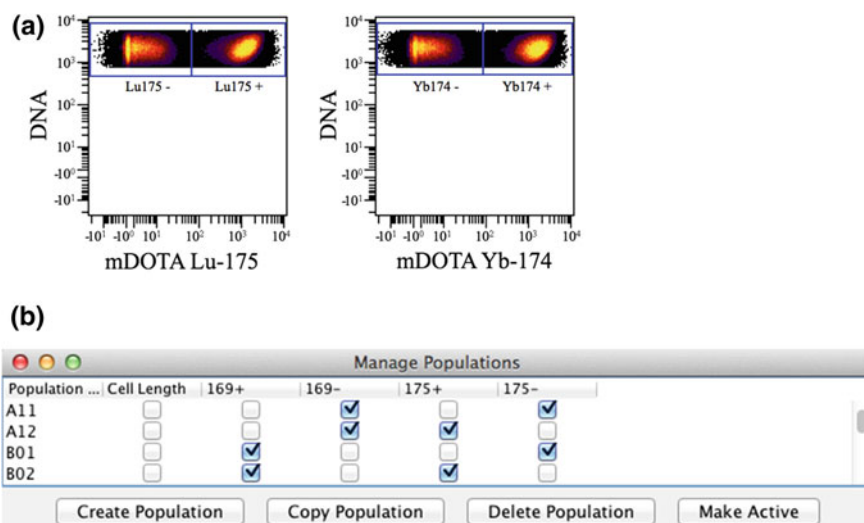 (a)
DNA
10⁴
10³
10²
10¹
-10⁰
-10¹
Lu175 -
Lu175 +
-10¹ -10⁰ 10¹ 10² 10³ 10⁴
mDOTA Lu-175
DNA
10⁴
10³
10²
10¹
-10⁰
-10¹
Yb174 -
Yb174 +
-10¹ -10⁰ 10¹ 10² 10³ 10⁴
mDOTA Yb-174
(b)
Manage Populations
Population ... Cell Length 169+ 169- 175+ 175-
A11
A12
B01
B02
Create Population Copy Population Delete Population Make Active